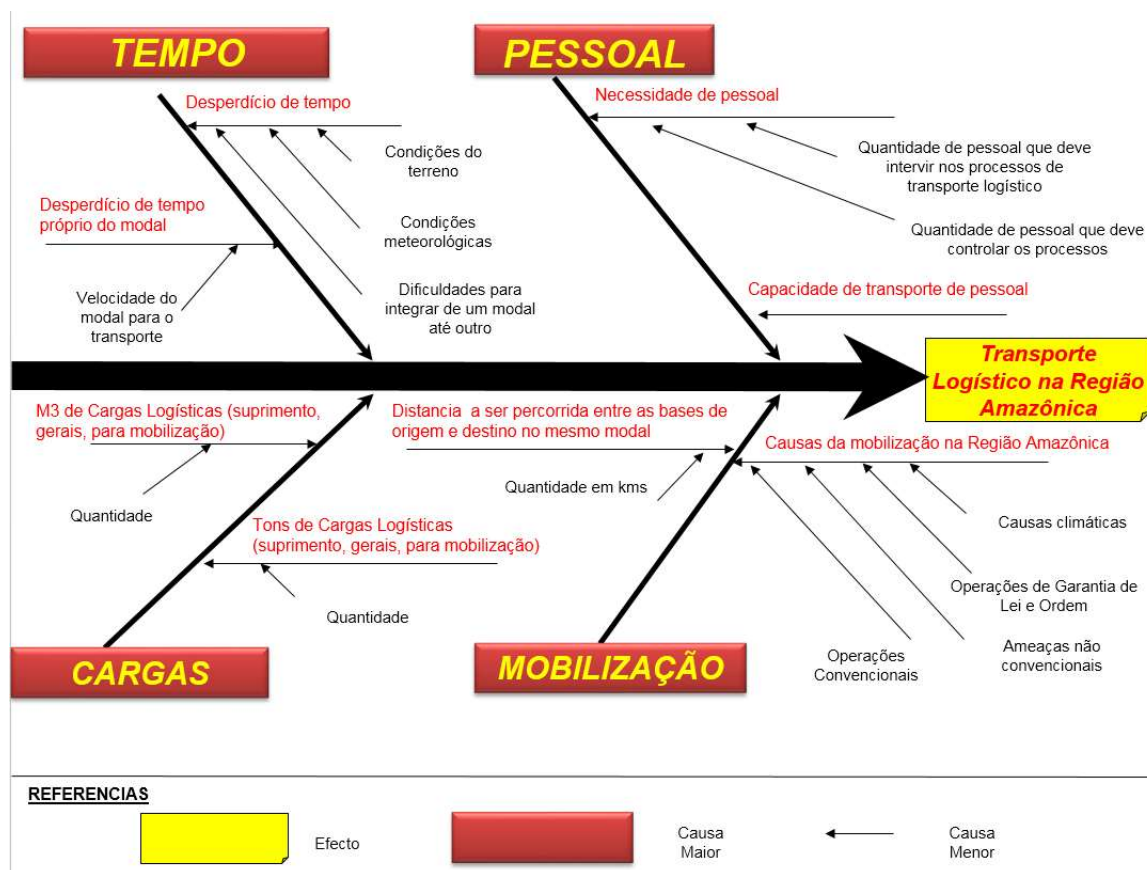 TEMPO
PESSOAL
Desperdício de tempo
Condições do
terreno
Condições
meteorológicas
Dificuldades para
integrar de um modal
até outro
Desperdício de tempo
próprio do modal
Velocidade do
modal para o
transporte
Necessidade de pessoal
Quantidade de pessoal que deve
intervir nos processos de
transporte logístico
Quantidade de pessoal que deve
controlar os processos
Capacidade de transporte de pessoal
Transporte
Logístico na Região
Amazônica
M3 de Cargas Logísticas (suprimento,
gerais, para mobilização)
Quantidade
Tons de Cargas Logísticas
(suprimento, gerais, para mobilização)
Quantidade
Distancia a ser percorrida entre as bases de
origem e destino no mesmo modal
Quantidade em kms
Causas da mobilização na Região Amazônica
Causas climáticas
Operações de Garantia de
Lei e Ordem
Ameaças não
convencionais
Operações
Convencionais
CARGAS
MOBILIZAÇÃO
REFERENCIAS
Efecto
Causa
Maior
Causa
Menor